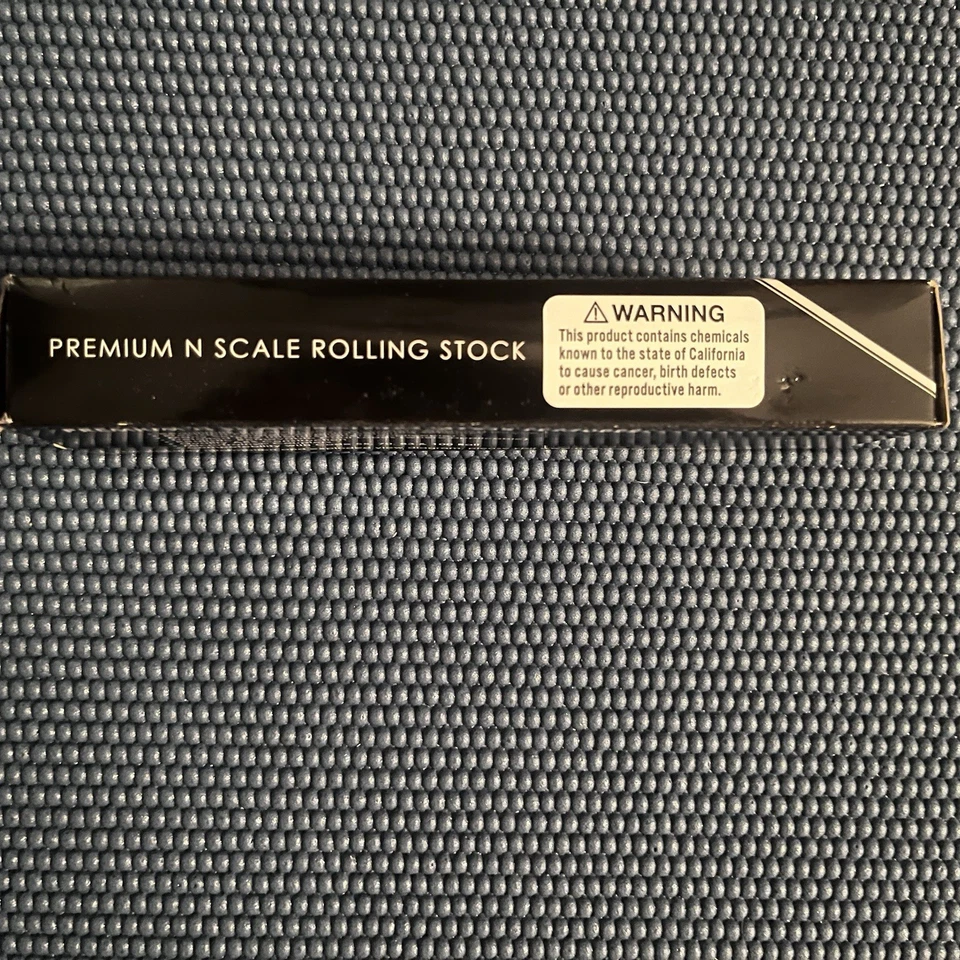 PREMIUM N SCALE ROLLING STOCK
⚠ WARNING
This product contains chemicals
known to the state of California
to cause cancer, birth defects
or other reproductive harm.